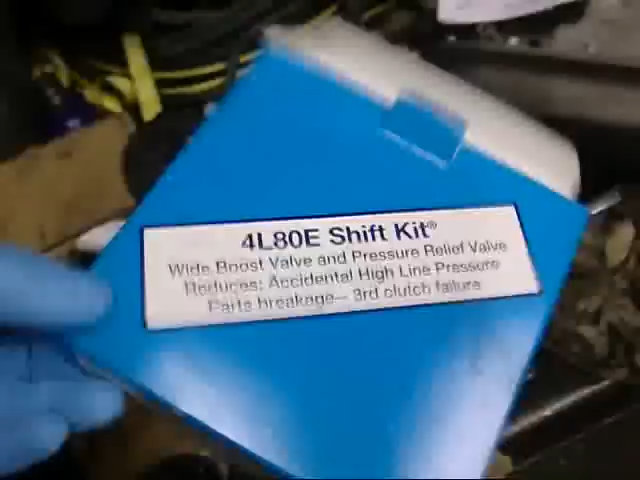 4L80E Shift Kit®
Wide Boost Valve and Pressure Relief Valve
Reduces: Accidental High Line Pressure
Parts breakage— 3rd clutch failure